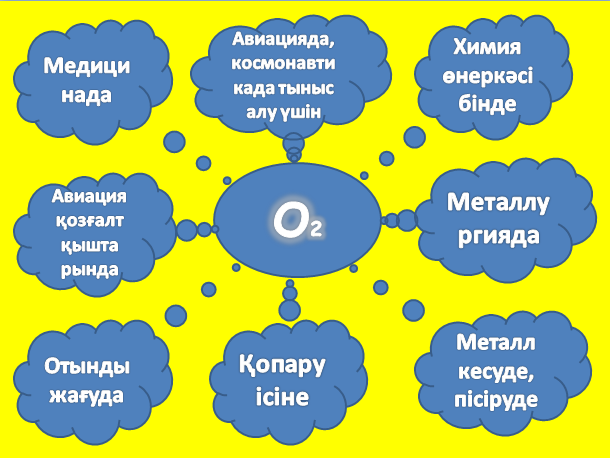 Медици
нада
Авиацияда,
космонавти
када тыныс
алу үшін
Химия
өнеркәсі
бінде
Авиация
қозғалт
қышта
рында
O₂
Металлу
ргияда
Отынды
жағуда
Қопару
ісіне
Металл
кесуде,
пісіруде